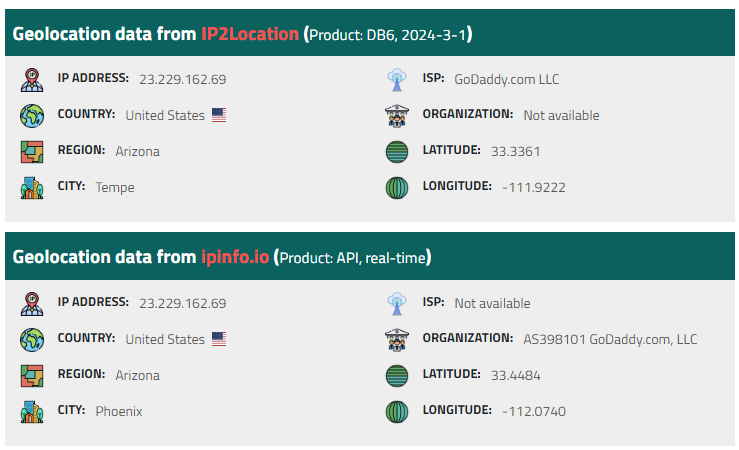 Geolocation data from IP2Location (Product: DB6, 2024-3-1)
IP ADDRESS: 23.229.162.69
ISP: GoDaddy.com LLC
COUNTRY: United States
ORGANIZATION: Not available
REGION: Arizona
LATITUDE: 33.3361
CITY: Tempe
LONGITUDE: -111.9222
Geolocation data from ipinfo.io (Product: API, real-time)
IP ADDRESS: 23.229.162.69
ISP: Not available
COUNTRY: United States
ORGANIZATION: AS398101 GoDaddy.com, LLC
REGION: Arizona
LATITUDE: 33.4484
CITY: Phoenix
LONGITUDE: -112.0740